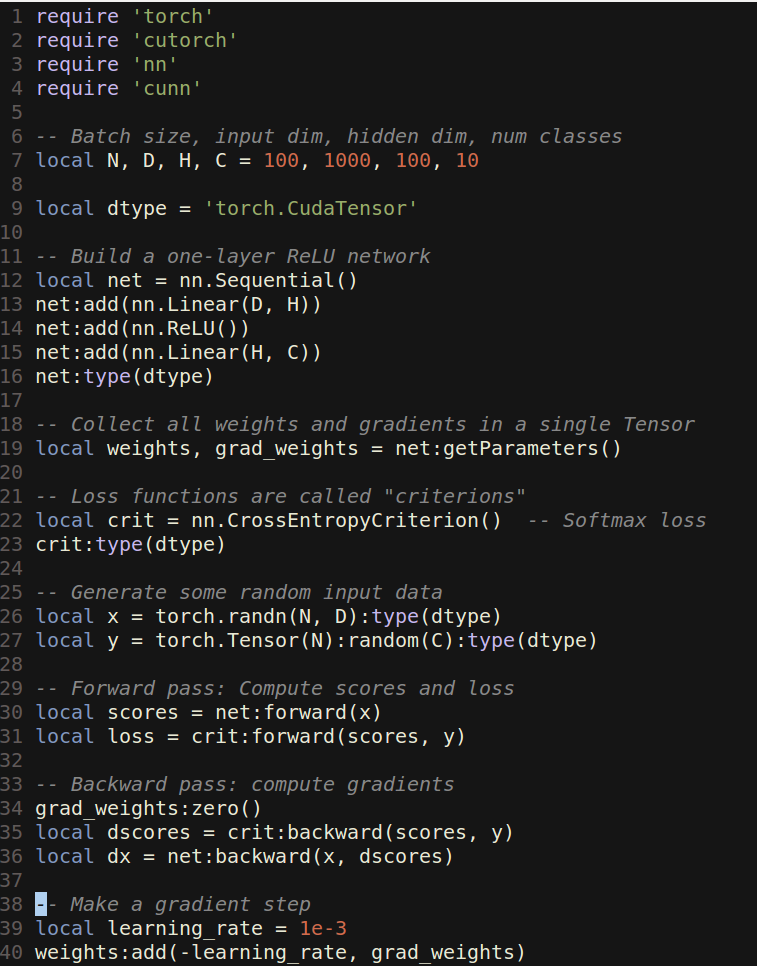 1 require 'torch'
2 require 'cutorch'
3 require 'nn'
4 require 'cunn'
5
6 -- Batch size, input dim, hidden dim, num classes
7 local N, D, H, C = 100, 1000, 100, 10
8
9 local dtype = 'torch.CudaTensor'
10
11 -- Build a one-layer ReLU network
12 local net = nn.Sequential()
13 net:add(nn.Linear(D, H))
14 net:add(nn.ReLU())
15 net:add(nn.Linear(H, C))
16 net:type(dtype)
17
18 -- Collect all weights and gradients in a single Tensor
19 local weights, grad_weights = net:getParameters()
20
21 -- Loss functions are called "criterions"
22 local crit = nn.CrossEntropyCriterion()  -- Softmax loss
23 crit:type(dtype)
24
25 -- Generate some random input data
26 local x = torch.randn(N, D):type(dtype)
27 local y = torch.Tensor(N):random(C):type(dtype)
28
29 -- Forward pass: Compute scores and loss
30 local scores = net:forward(x)
31 local loss = crit:forward(scores, y)
32
33 -- Backward pass: compute gradients
34 grad_weights:zero()
35 local dscores = crit:backward(scores, y)
36 local dx = net:backward(x, dscores)
37
38 -- Make a gradient step
39 local learning_rate = 1e-3
40 weights:add(-learning_rate, grad_weights)